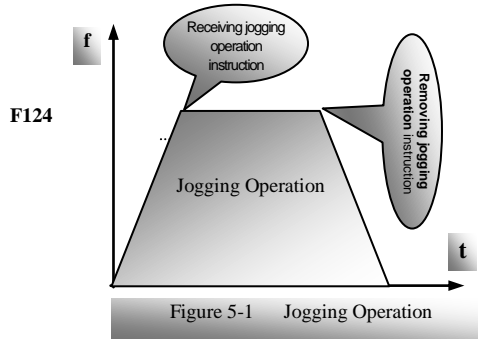 f
Receiving jogging
operation
instruction
F124
..
Jogging Operation
Removing jogging
operation instruction
t
Figure 5-1 Jogging Operation